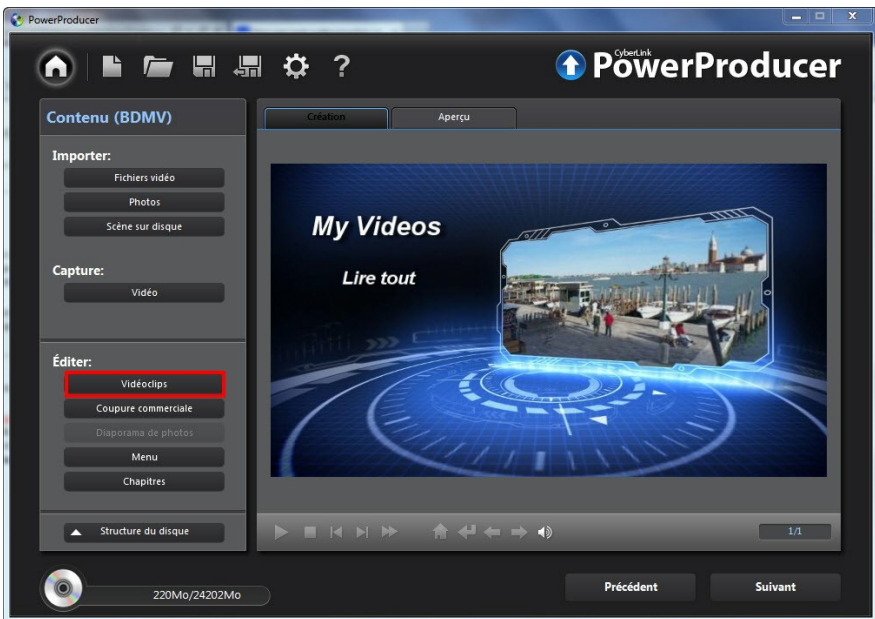 PowerProducer
?
CyberLink
PowerProducer
Contenu (BDMV)
Création
Aperçu
Importer:
Fichiers vidéo
Photos
Scène sur disque
Capture:
Vidéo
Éditer:
Vidéoclips
Coupure commerciale
Diaporama de photos
Menu
Chapitres
Structure du disque
My Videos
Lire tout
1/1
220Mo/24202Mo
Précédent
Suivant